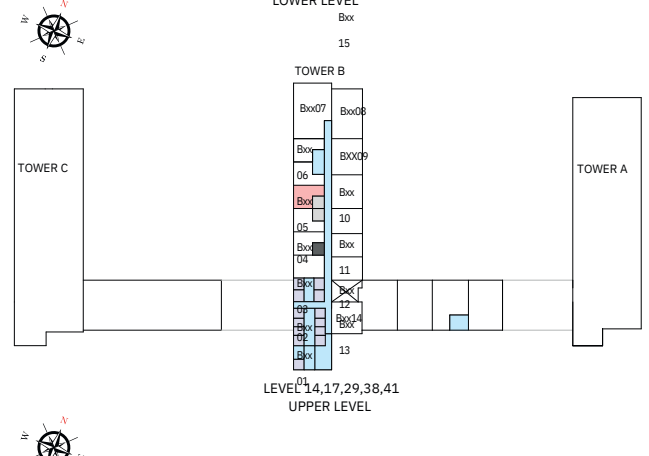 LOWER LEVEL
N
W
E
S
Bxx
15
TOWER B
Bxx07
Bxx08
Bxx
06
BXX09
TOWER C
TOWER A
Bxx
05
Bxx
10
Bxx
04
Bxx
11
Bxx
03
Bxx
12
Bxx14
Bxx
02
Bxx
13
Bxx
01
LEVEL 14,17,29,38,41
UPPER LEVEL
N
W